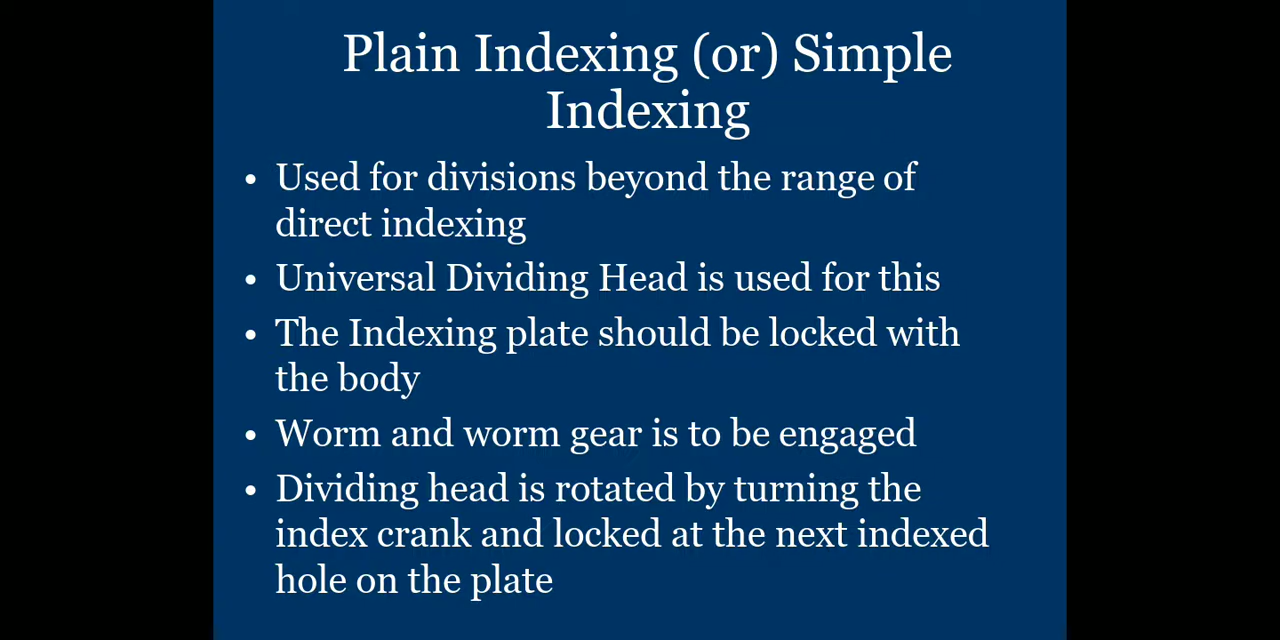 Plain Indexing (or) Simple
Indexing
• Used for divisions beyond the range of
direct indexing
• Universal Dividing Head is used for this
• The Indexing plate should be locked with
the body
• Worm and worm gear is to be engaged
• Dividing head is rotated by turning the
index crank and locked at the next indexed
hole on the plate